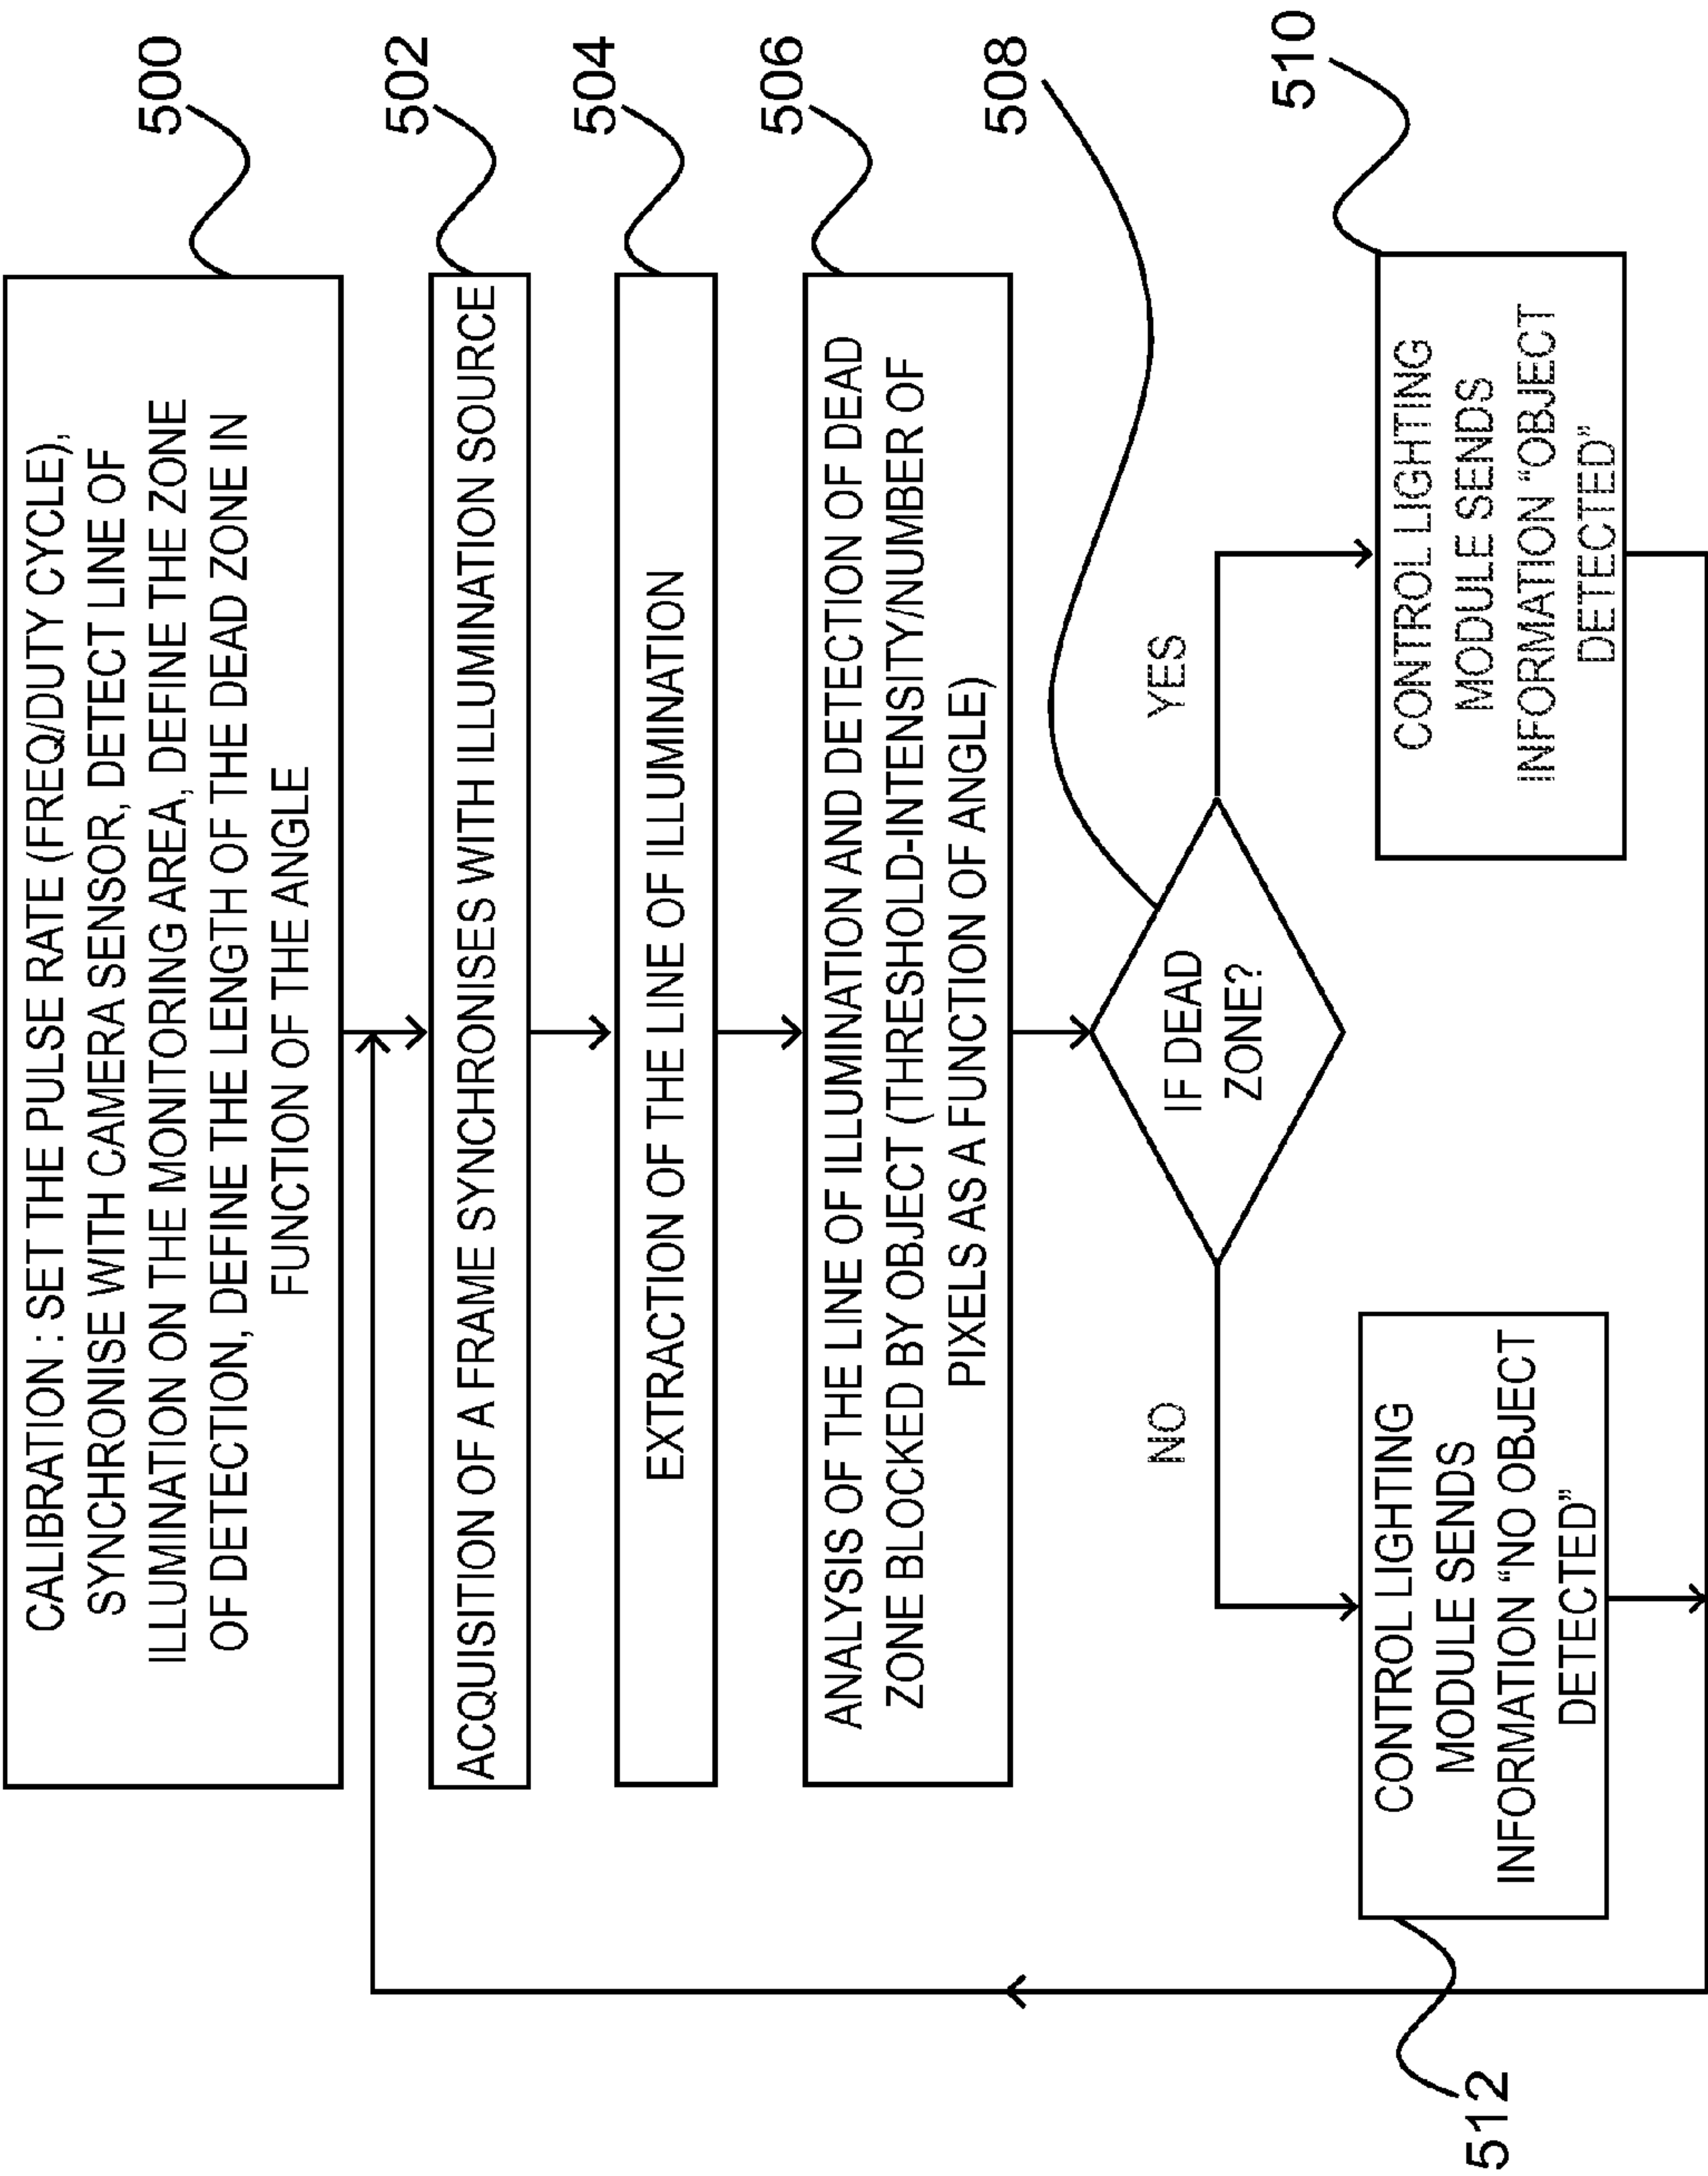 CALIBRATION : SET THE PULSE RATE (FREQ/DUTY CYCLE),
SYNCHRONISE WITH CAMERA SENSOR, DETECT LINE OF
ILLUMINATION ON THE MONITORING AREA, DEFINE THE ZONE
OF DETECTION, DEFINE THE LENGTH OF THE DEAD ZONE IN
FUNCTION OF THE ANGLE
500
ACQUISITION OF A FRAME SYNCHRONISES WITH ILLUMINATION SOURCE
502
EXTRACTION OF THE LINE OF ILLUMINATION
504
ANALYSIS OF THE LINE OF ILLUMINATION AND DETECTION OF DEAD
ZONE BLOCKED BY OBJECT (THRESHOLD-INTENSITY/NUMBER OF
PIXELS AS A FUNCTION OF ANGLE)
506
IF DEAD
ZONE?
508
NO
YES
CONTROL LIGHTING
MODULE SENDS
INFORMATION “NO OBJECT
DETECTED”
512
CONTROL LIGHTING
MODULE SENDS
INFORMATION “OBJECT
DETECTED”
510